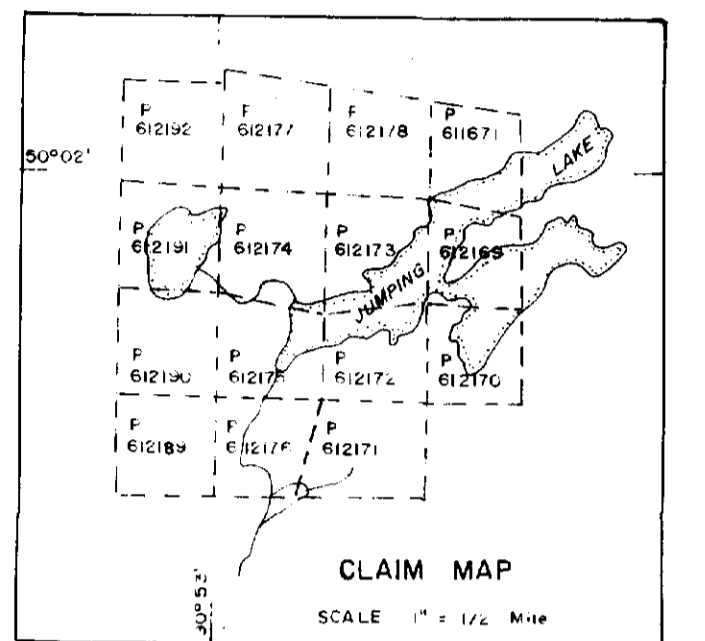 P
612192
P
612177
P
612178
P
611671
50°02'
LAKE
P
612191
P
612174
P
612173
P
612169
JUMPING
P
612190
P
612175
P
612172
P
612170
P
612189
P
612176
P
612171
CLAIM MAP
SCALE 1" = 1/2 Mile